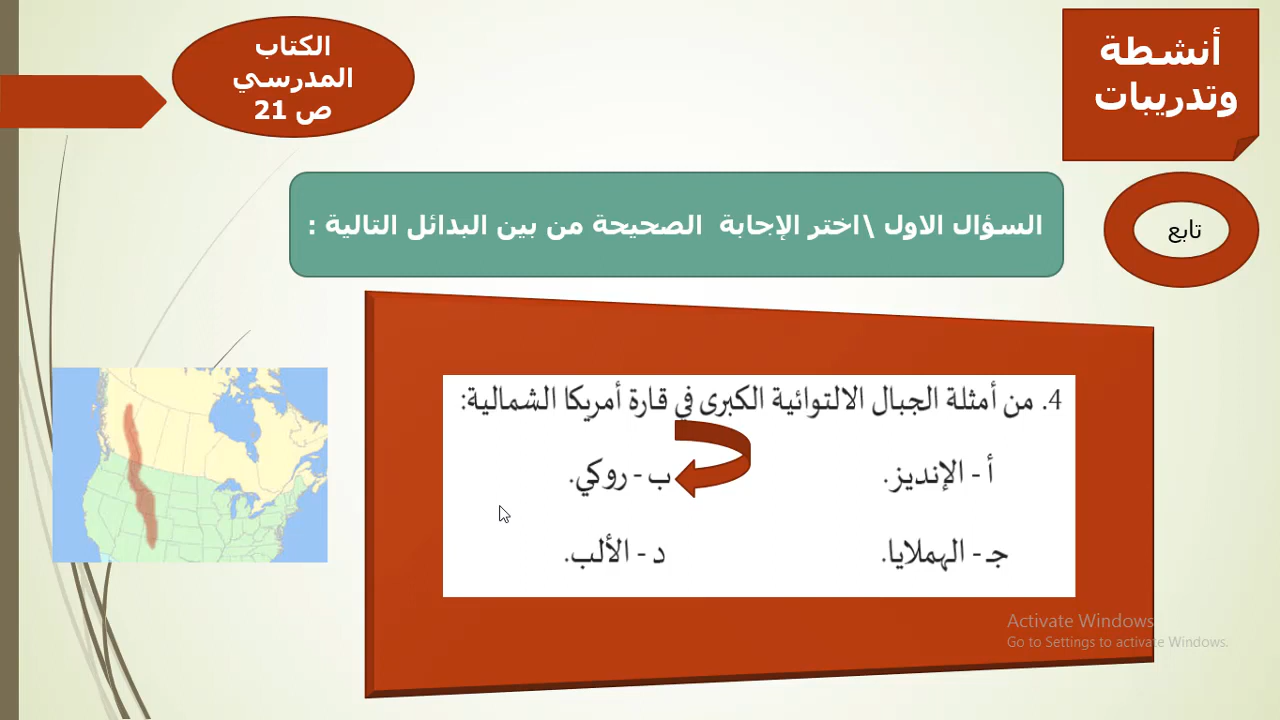 أنشطة
وتدريبات
الكتاب
المدرسي
ص 21
تابع
السؤال الاول \اختر الإجابة الصحيحة من بين البدائل التالية :
4. من أمثلة الجبال الالتوائية الكبرى في قارة أمريكا الشمالية:
أ - الإنديز. ب - روكي.
جـ - الهملايا. د - الألب.
Activate Windows
Go to Settings to activate Windows.